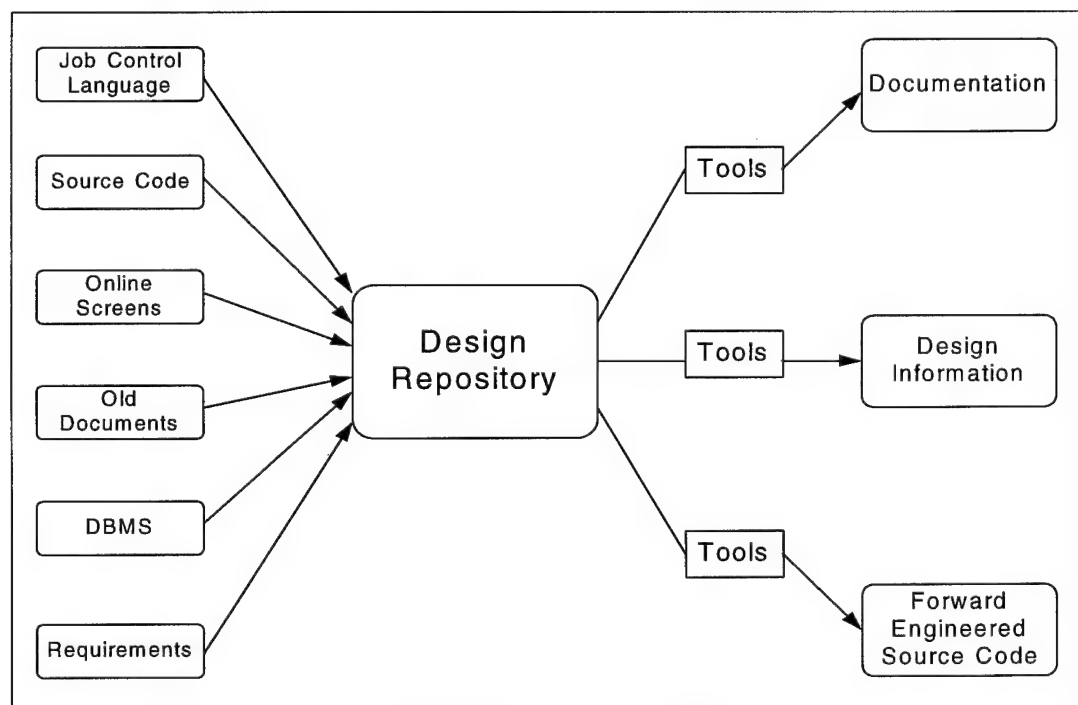 Job Control
Language
Source Code
Online
Screens
Old
Documents
DBMS
Requirements
Design
Repository
Tools
Tools
Tools
Documentation
Design
Information
Forward
Engineered
Source Code